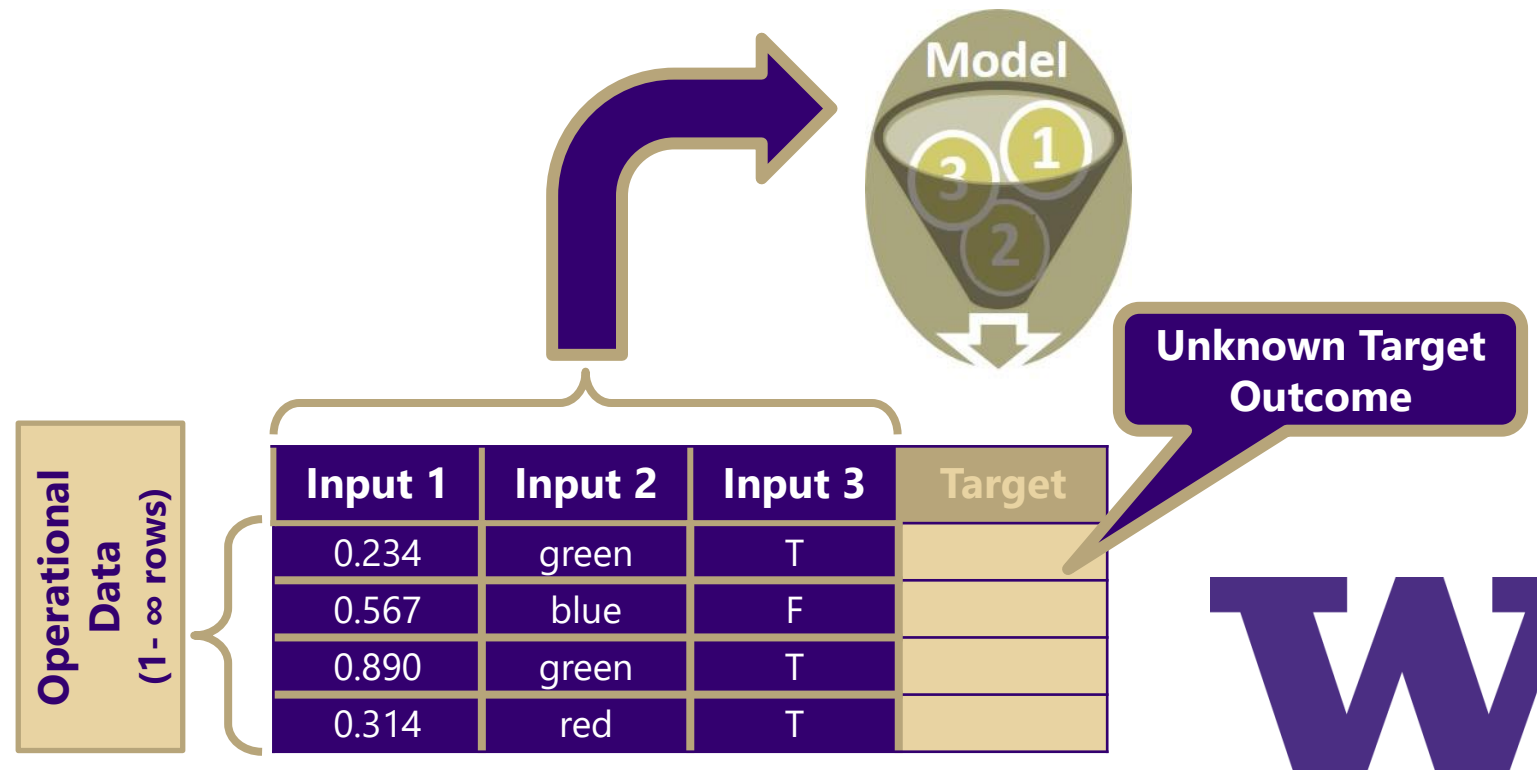 Model
1
3
2
Unknown Target
Outcome
Operational
Data
(1- ∞ rows)
Input 1 Input 2 Input 3 Target
0.234 green T
0.567 blue F
0.890 green T
0.314 red T
W